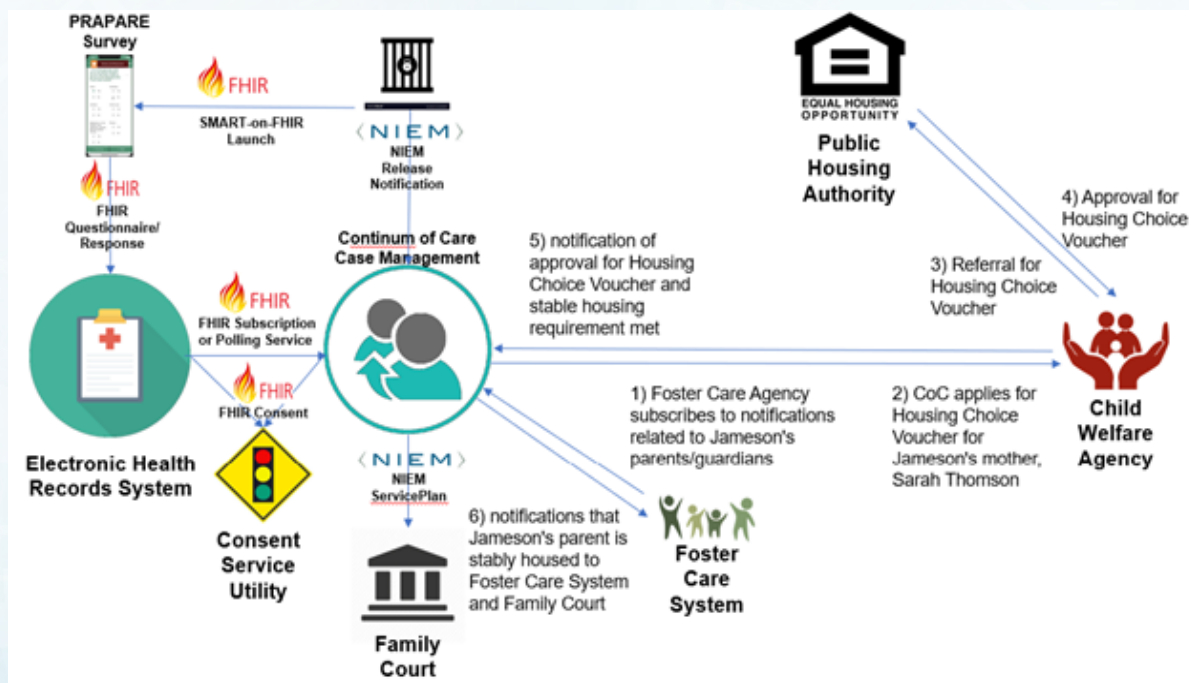 PRAPARE
Survey
FHIR
SMART-on-FHIR
Launch
NIEM
NIEM
Release
Notification
FHIR
FHIR
Questionnaire/
Response
EQUAL HOUSING
OPPORTUNITY
Public
Housing
Authority
4) Approval for
Housing Choice
Voucher
3) Referral for
Housing Choice
Voucher
Continum of Care
Case Management
5) notification of
approval for Housing
Choice Voucher and
stable housing
requirement met
FHIR
FHIR Subscription
or Polling Service
FHIR
FHIR Consent
Electronic Health
Records System
Consent
Service
Utility
NIEM
NIEM
ServicePlan
Family
Court
1) Foster Care Agency
subscribes to notifications
related to Jameson's
parents/guardians
2) CoC applies for
Housing Choice
Voucher for
Jameson's mother,
Sarah Thomson
Child
Welfare
Agency
6) notifications that
Jameson's parent is
stably housed to
Foster Care System
and Family Court
Foster
Care
System